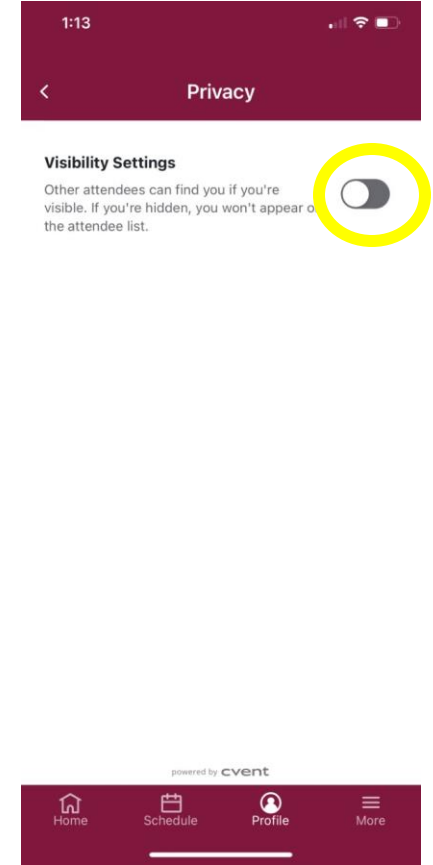 1:13
Privacy
Visibility Settings
Other attendees can find you if you're
visible. If you're hidden, you won't appear o
the attendee list.
powered by cvent
Home Schedule Profile More